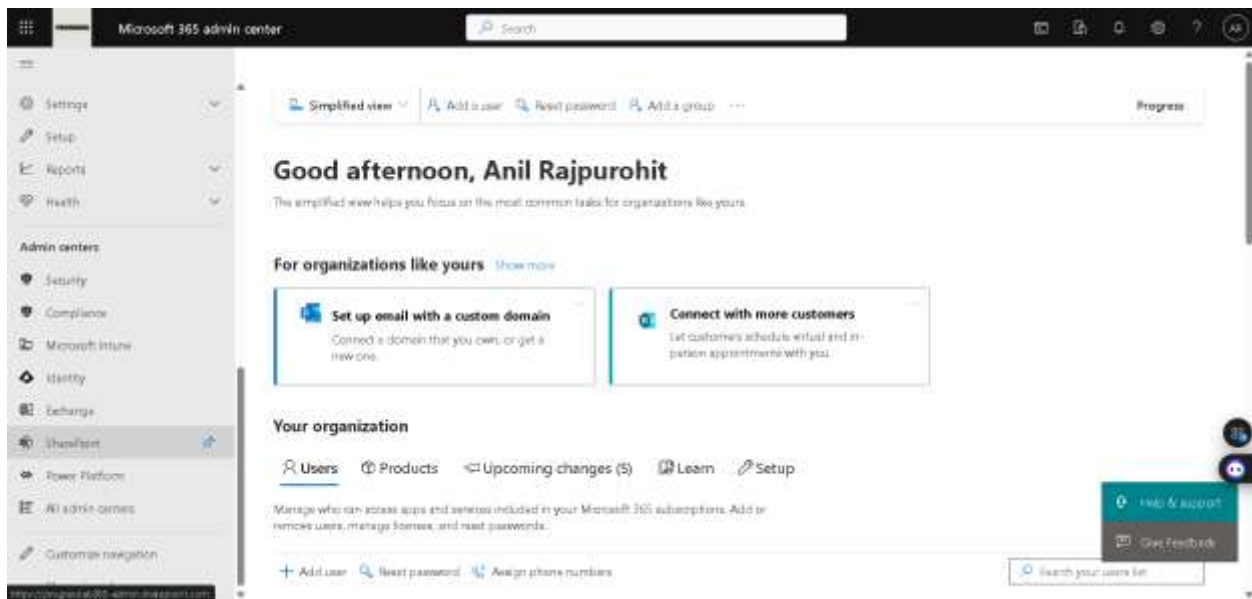 Microsoft 365 admin center
Search
Settings
Setup
Reports
Health
Admin centers
Security
Compliance
Microsoft Intune
Identity
Exchange
SharePoint
Power Platform
All admin centers
Customize navigation
Simplified view
Add a user
Reset password
Add a group
Progress
Good afternoon, Anil Rajpurohit
The simplified view helps you focus on the most common tasks for organizations like yours.
For organizations like yours Show more
Set up email with a custom domain
Connect a domain that you own, or get a
new one.
Connect with more customers
Let customers schedule virtual and in-
person appointments with you.
Your organization
Users
Products
Upcoming changes (5)
Learn
Setup
Manage who can access apps and services included in your Microsoft 365 subscriptions. Add or
remove users, manage licenses, and reset passwords.
Add user
Reset password
Assign phone numbers
Search your users list
Help & support
Give Feedback